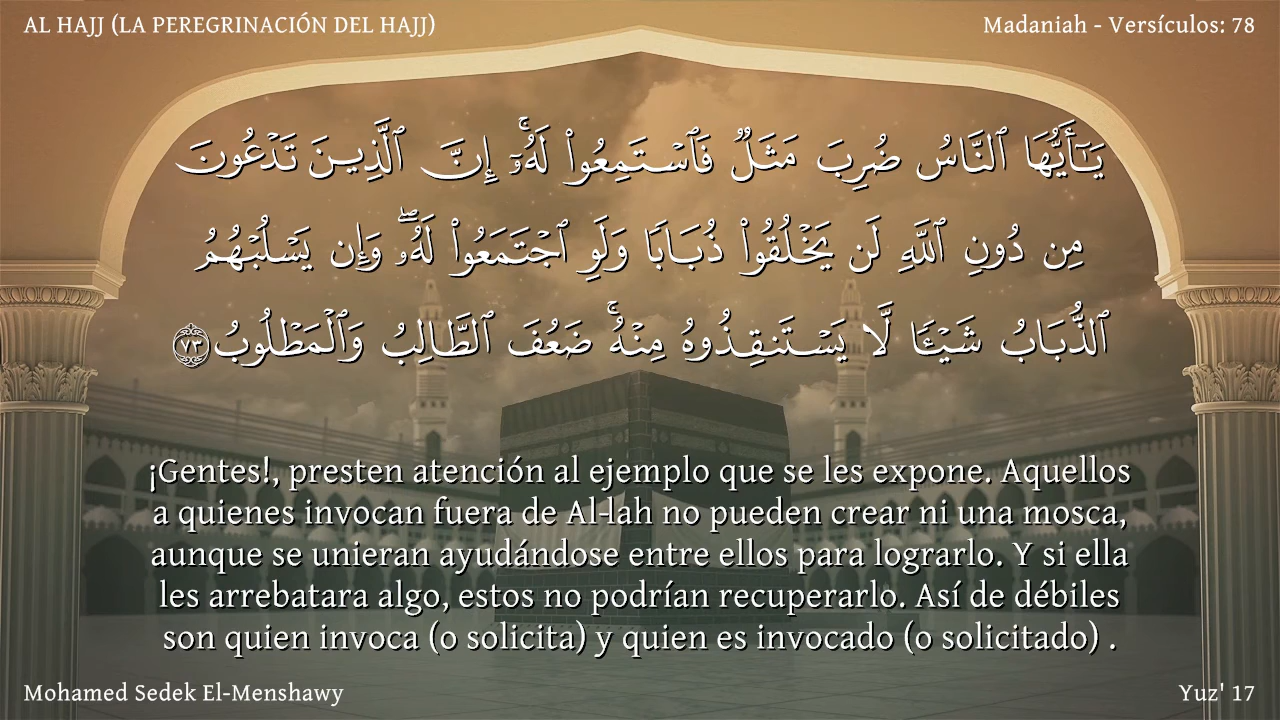 AL HAJJ (LA PEREGRINACIÓN DEL HAJJ)
Madaniah - Versículos: 78
يَـٰٓأَيُّهَا ٱلنَّاسُ ضُرِبَ مَثَلٌ فَٱسْتَمِعُوا۟ لَهُۥٓ ۚ إِنَّ ٱلَّذِينَ تَدْعُونَ
مِن دُونِ ٱللَّهِ لَن يَخْلُقُوا۟ ذُبَابًا وَلَوِ ٱجْتَمَعُوا۟ لَهُۥ ۖ وَإِن يَسْلُبْهُمُ
ٱلذُّبَابُ شَيْـًٔا لَّا يَسْتَنقِذُوهُ مِنْهُ ۚ ضَعُفَ ٱلطَّالِبُ وَٱلْمَطْلُوبُ ٧٣
¡Gentes!, presten atención al ejemplo que se les expone. Aquellos
a quienes invocan fuera de Al-lah no pueden crear ni una mosca,
aunque se unieran ayudándose entre ellos para lograrlo. Y si ella
les arrebatara algo, estos no podrían recuperarlo. Así de débiles
son quien invoca (o solicita) y quien es invocado (o solicitado) .
Mohamed Sedek El-Menshawy
Yuz' 17